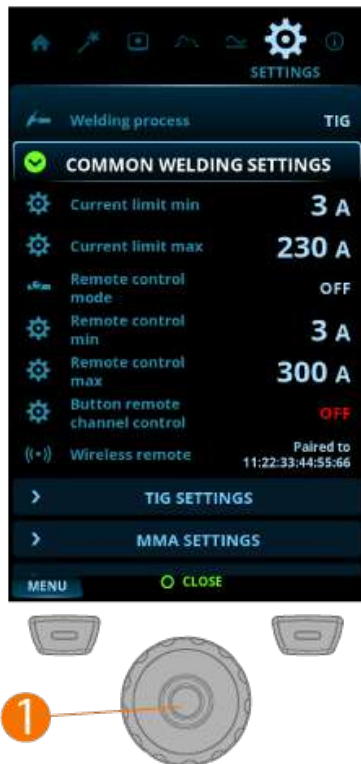 SETTINGS
Welding process TIG
COMMON WELDING SETTINGS
Current limit min 3 A
Current limit max 230 A
Remote control
mode OFF
Remote control
min 3 A
Remote control
max 300 A
Button remote
channel control OFF
Wireless remote Paired to
11:22:33:44:55:66
TIG SETTINGS
MMA SETTINGS
MENU CLOSE
1